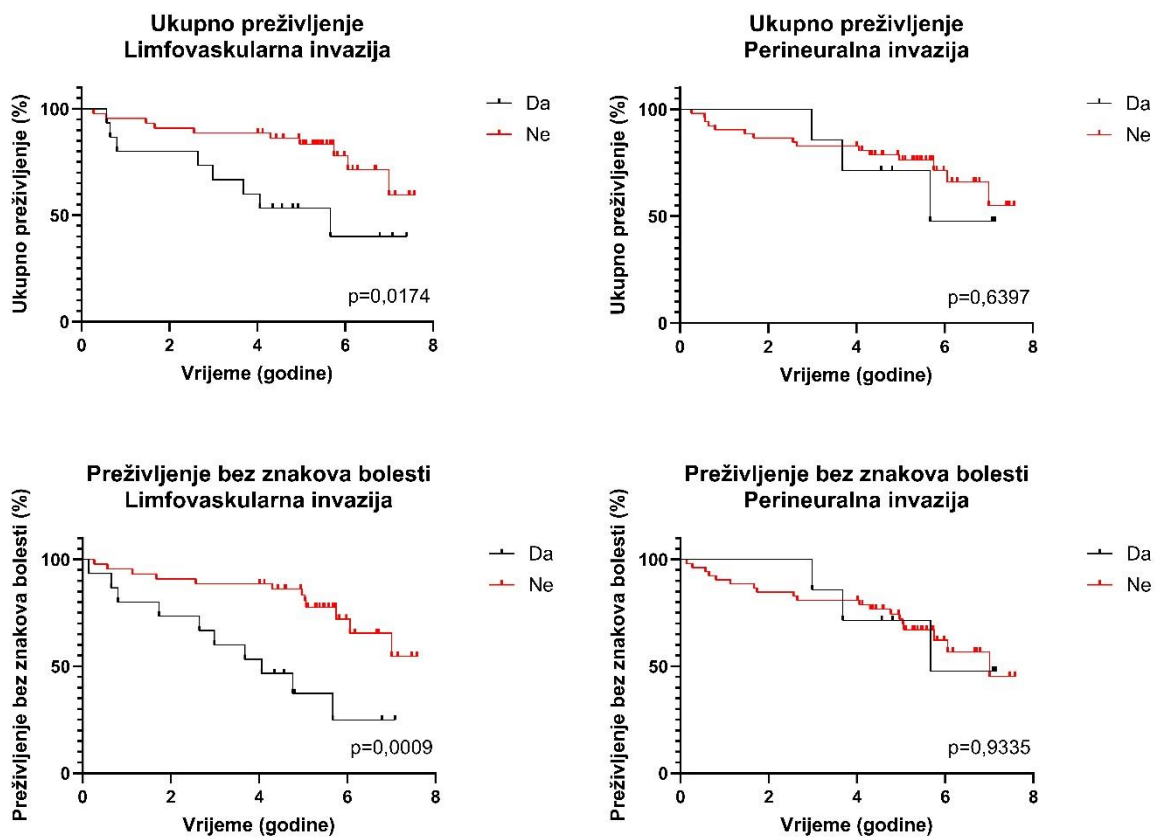 Ukupno preživljenje
Limfovaskularna invazija
Ukupno preživljenje (%)
100
50
0
Da
Ne
p=0,0174
0 2 4 6 8
Vrijeme (godine)
Ukupno preživljenje
Perineuralna invazija
Ukupno preživljenje (%)
100
50
0
Da
Ne
p=0,6397
0 2 4 6 8
Vrijeme (godine)
Preživljenje bez znakova bolesti
Limfovaskularna invazija
Preživljenje bez znakova bolesti (%)
100
50
0
Da
Ne
p=0,0009
0 2 4 6 8
Vrijeme (godine)
Preživljenje bez znakova bolesti
Perineuralna invazija
Preživljenje bez znakova bolesti (%)
100
50
0
Da
Ne
p=0,9335
0 2 4 6 8
Vrijeme (godine)